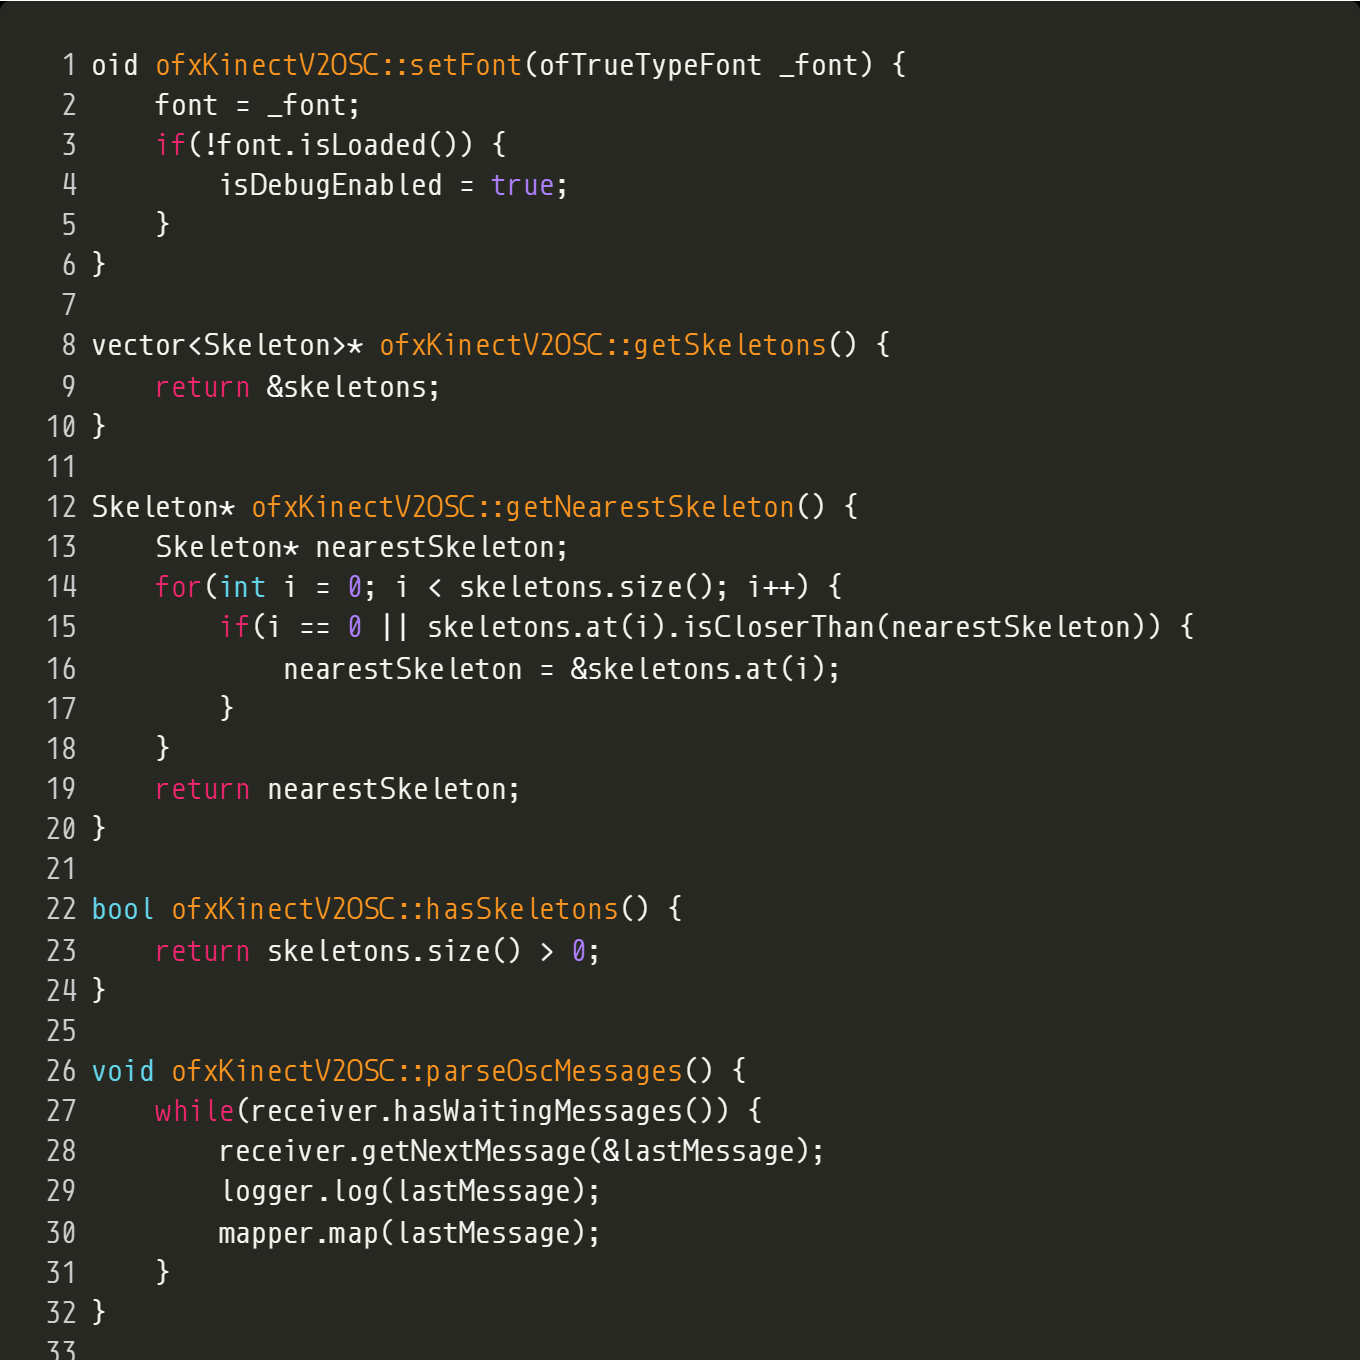 1 oid ofxKinectV2OSC::setFont(ofTrueTypeFont _font) {
2     font = _font;
3     if(!font.isLoaded()) {
4         isDebugEnabled = true;
5     }
6 }
7
8 vector<Skeleton>* ofxKinectV2OSC::getSkeletons() {
9     return &skeletons;
10 }
11
12 Skeleton* ofxKinectV2OSC::getNearestSkeleton() {
13     Skeleton* nearestSkeleton;
14     for(int i = 0; i < skeletons.size(); i++) {
15         if(i == 0 || skeletons.at(i).isCloserThan(nearestSkeleton)) {
16             nearestSkeleton = &skeletons.at(i);
17         }
18     }
19     return nearestSkeleton;
20 }
21
22 bool ofxKinectV2OSC::hasSkeletons() {
23     return skeletons.size() > 0;
24 }
25
26 void ofxKinectV2OSC::parseOscMessages() {
27     while(receiver.hasWaitingMessages()) {
28         receiver.getNextMessage(&lastMessage);
29         logger.log(lastMessage);
30         mapper.map(lastMessage);
31     }
32 }
33